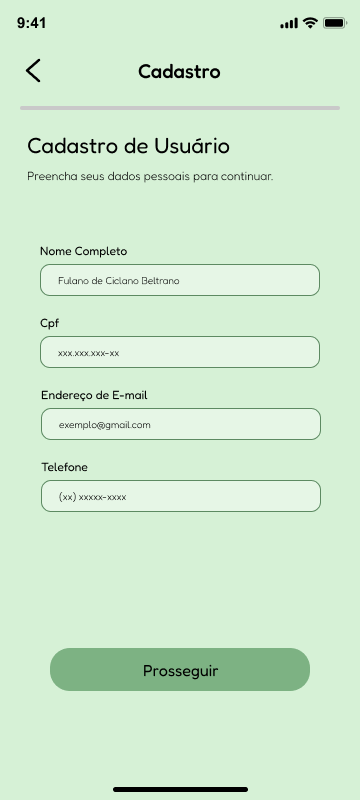 9:41
Cadastro
Cadastro de Usuário
Preencha seus dados pessoais para continuar.
Nome Completo
Fulano de Ciclano Beltrano
Cpf
xxx.xxx.xxx-xx
Endereço de E-mail
exemplo@gmail.com
Telefone
(xx) xxxxx-xxxx
Prosseguir